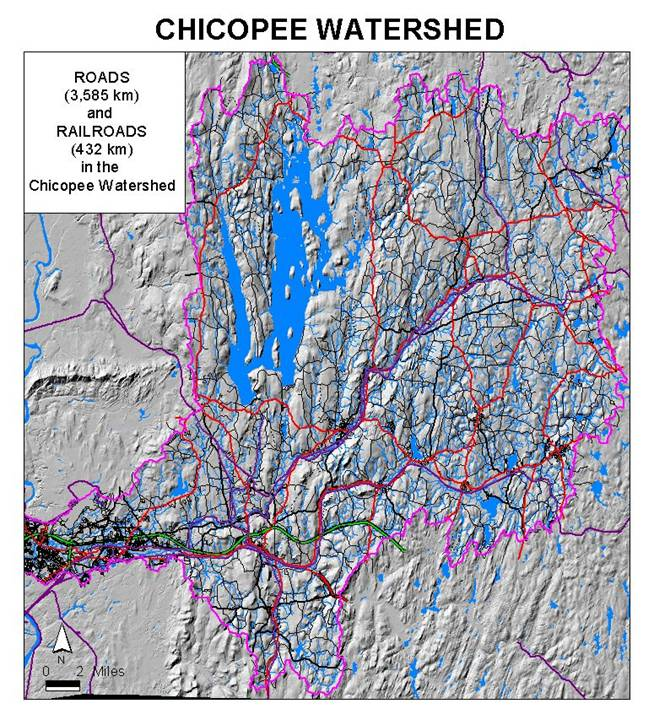 CHICOPEE WATERSHED
ROADS
(3,585 km)
and
RAILROADS
(432 km)
in the
Chicopee Watershed
N
0 2 Miles